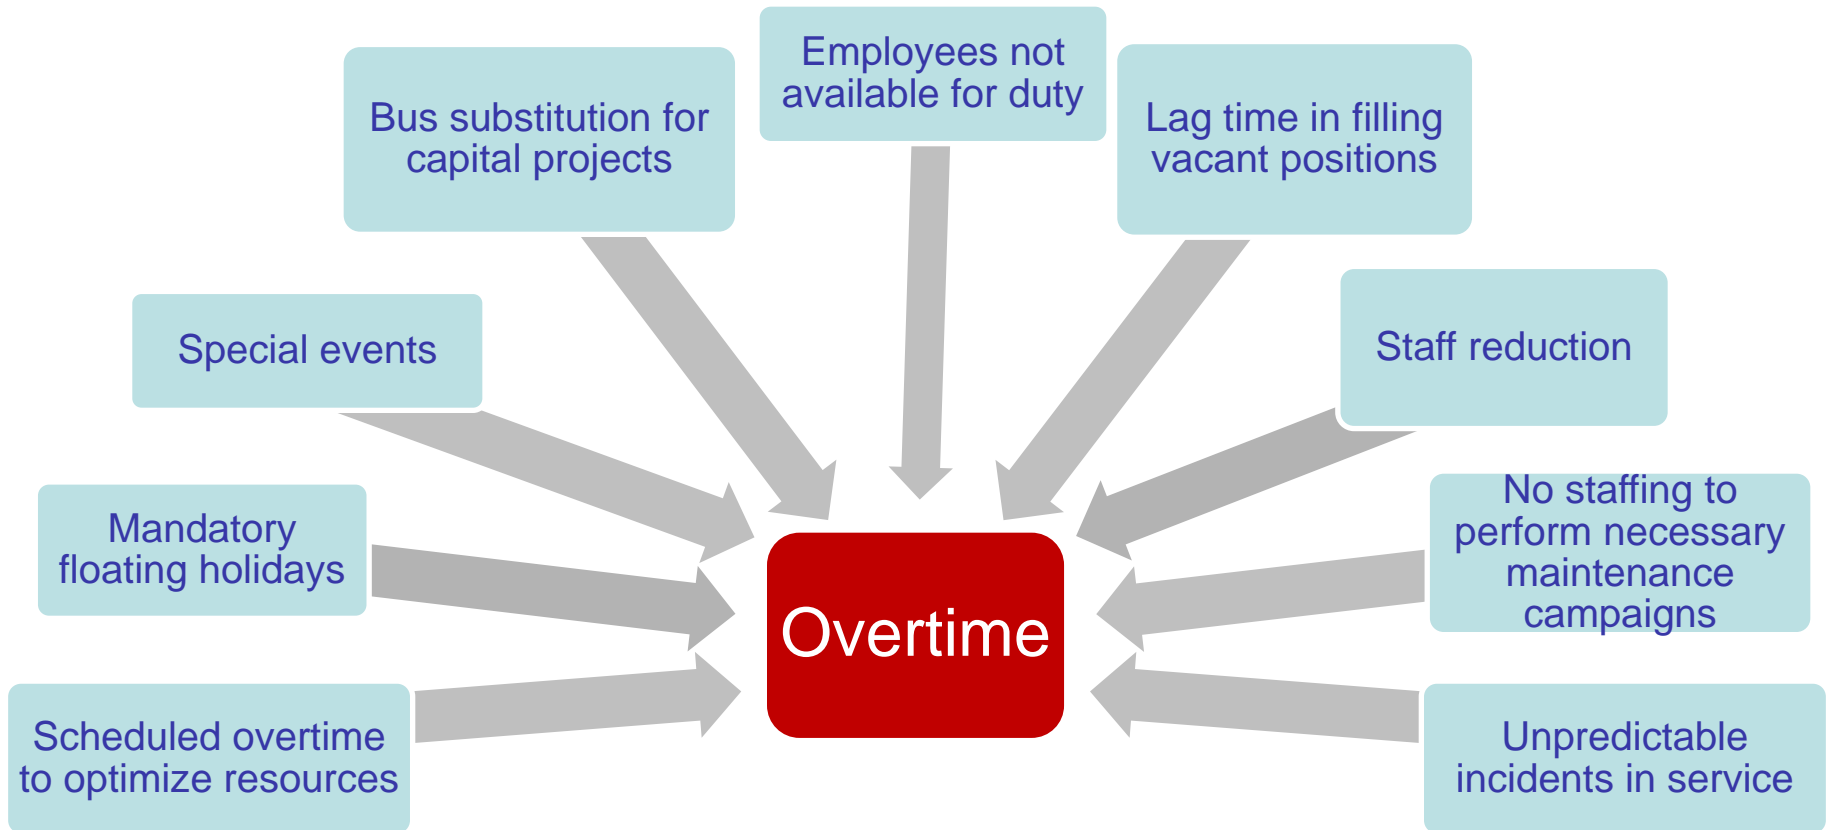 Employees not
available for duty
Bus substitution for
capital projects
Lag time in filling
vacant positions
Special events
Staff reduction
Mandatory
floating holidays
No staffing to
perform necessary
maintenance
campaigns
Overtime
Scheduled overtime
to optimize resources
Unpredictable
incidents in service